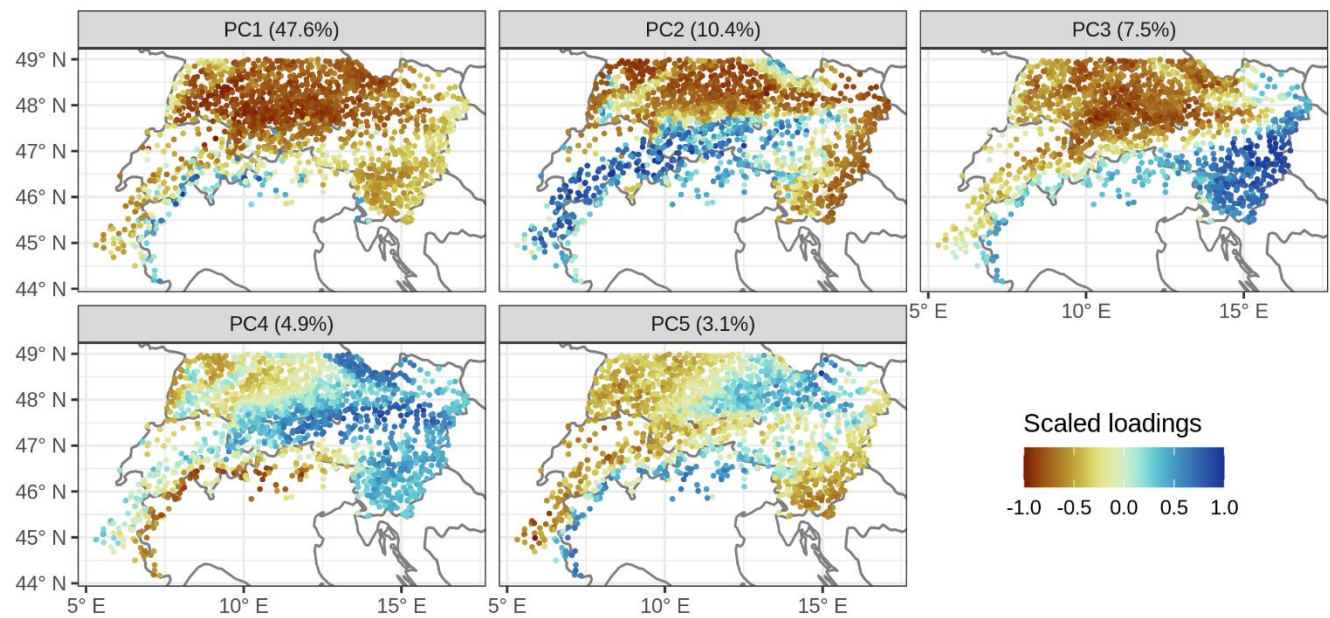 PC1 (47.6%)
PC2 (10.4%)
PC3 (7.5%)
49° N
48° N
47° N
46° N
45° N
44° N
5° E
10° E
15° E
PC4 (4.9%)
PC5 (3.1%)
49° N
48° N
47° N
46° N
45° N
44° N
5° E
10° E
15° E
5° E
10° E
15° E
Scaled loadings
-1.0 -0.5 0.0 0.5 1.0